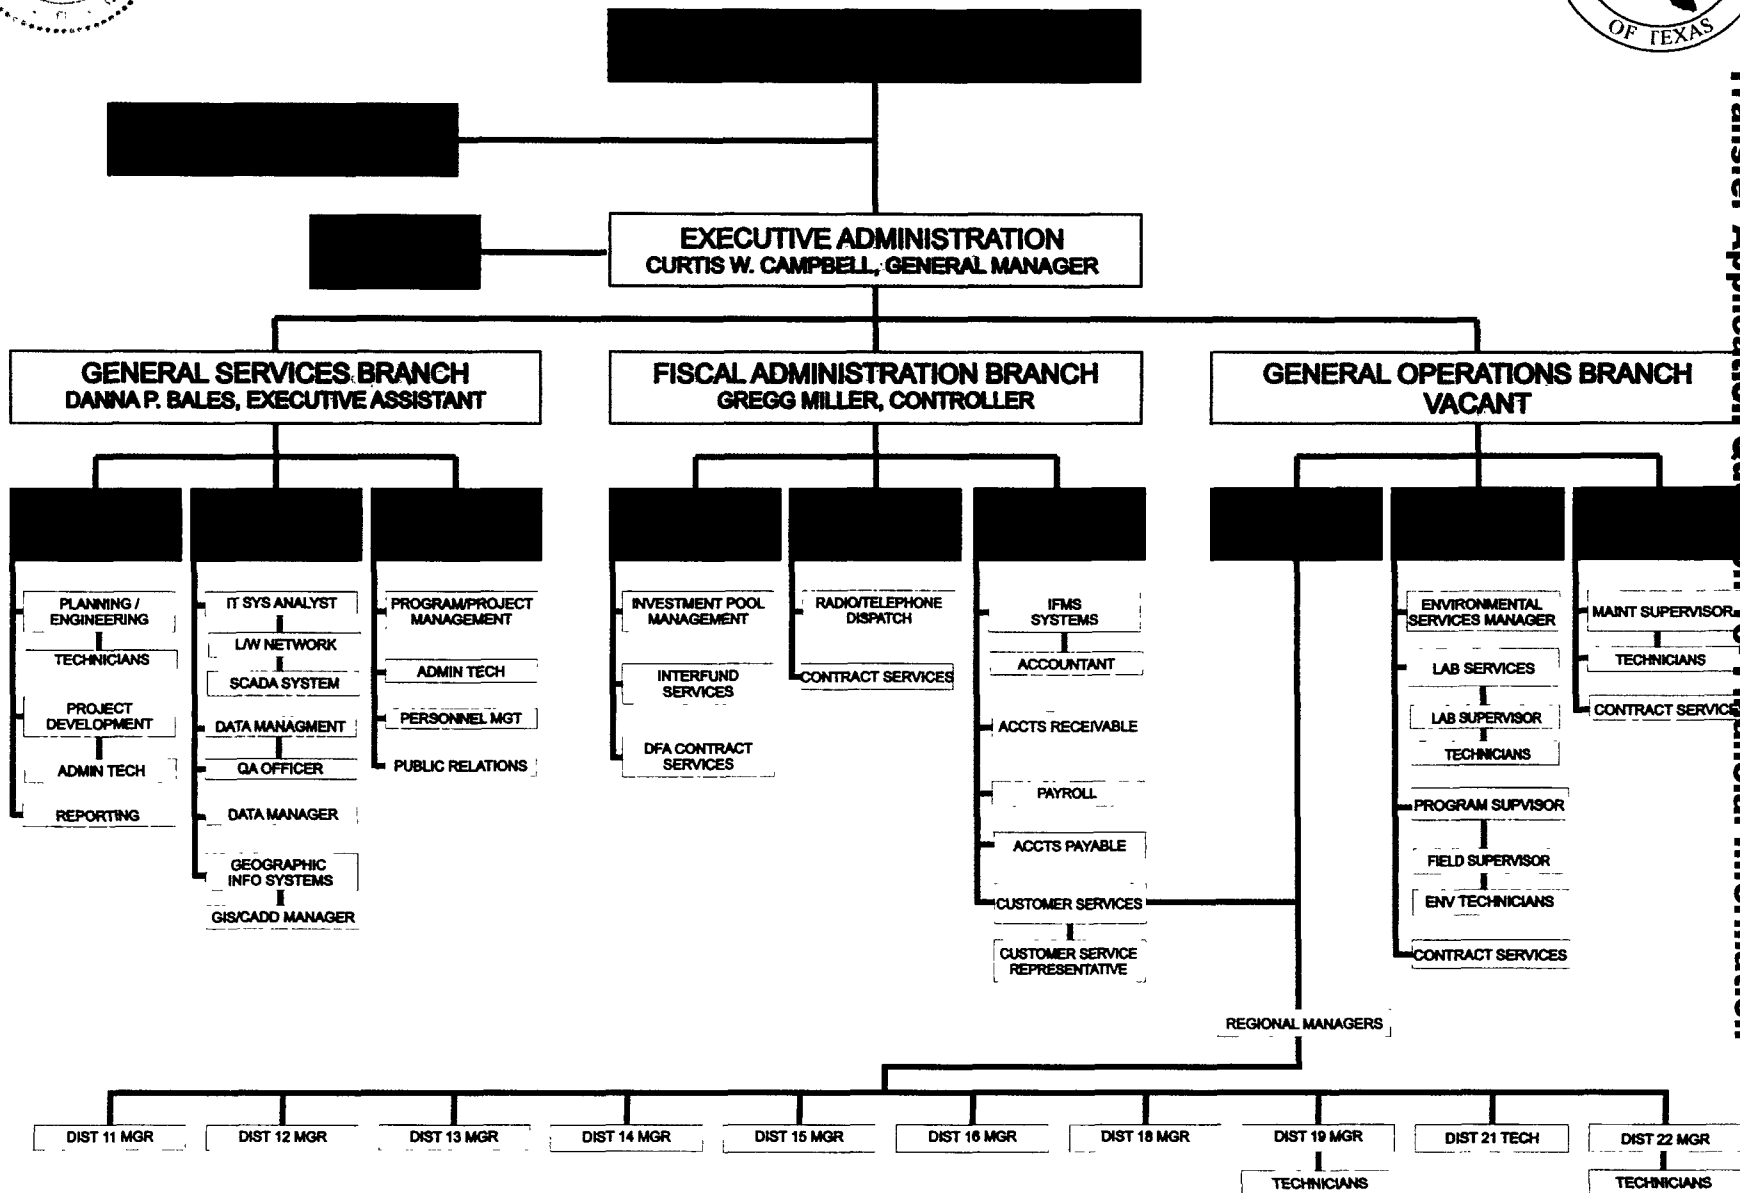 OF TEXAS
EXECUTIVE ADMINISTRATION
CURTIS W. CAMPBELL, GENERAL MANAGER
GENERAL SERVICES BRANCH
DANNA P. BALES, EXECUTIVE ASSISTANT
FISCAL ADMINISTRATION BRANCH
GREGG MILLER, CONTROLLER
GENERAL OPERATIONS BRANCH
VACANT
PLANNING /
ENGINEERING
TECHNICIANS
PROJECT
DEVELOPMENT
ADMIN TECH
REPORTING
IT SYS ANALYST
L/W NETWORK
SCADA SYSTEM
DATA MANAGMENT
QA OFFICER
DATA MANAGER
GEOGRAPHIC
INFO SYSTEMS
GIS/CADD MANAGER
PROGRAM/PROJECT
MANAGEMENT
ADMIN TECH
PERSONNEL MGT
PUBLIC RELATIONS
INVESTMENT POOL
MANAGEMENT
INTERFUND
SERVICES
DFA CONTRACT
SERVICES
RADIO/TELEPHONE
DISPATCH
CONTRACT SERVICES
IFMS
SYSTEMS
ACCOUNTANT
ACCTS RECEIVABLE
PAYROLL
ACCTS PAYABLE
CUSTOMER SERVICES
CUSTOMER SERVICE
REPRESENTATIVE
REGIONAL MANAGERS
ENVIRONMENTAL
SERVICES MANAGER
LAB SERVICES
LAB SUPERVISOR
TECHNICIANS
PROGRAM SUPVISOR
FIELD SUPERVISOR
ENV TECHNICIANS
CONTRACT SERVICES
MAINT SUPERVISOR
TECHNICIANS
CONTRACT SERVICE
DIST 11 MGR
DIST 12 MGR
DIST 13 MGR
DIST 14 MGR
DIST 15 MGR
DIST 16 MGR
DIST 18 MGR
DIST 19 MGR
TECHNICIANS
DIST 21 TECH
DIST 22 MGR
TECHNICIANS